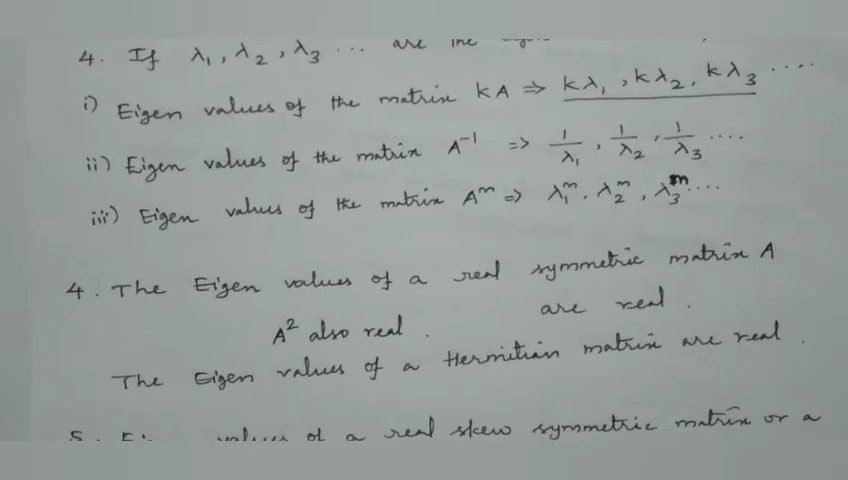 4. If λ₁, λ₂, λ₃ ... are the
i) Eigen values of the matrix kA ⇒ kλ₁, kλ₂, kλ₃ ....
ii) Eigen values of the matrix A⁻¹ ⇒ 1/λ₁, 1/λ₂, 1/λ₃ ....
iii) Eigen values of the matrix Aᵐ ⇒ λ₁ᵐ, λ₂ᵐ, λ₃ᵐ ....
4. The Eigen values of a real symmetric matrix A
are real.
A² also real.
The Eigen values of a Hermitian matrix are real.
5. values of a real skew symmetric matrix or a